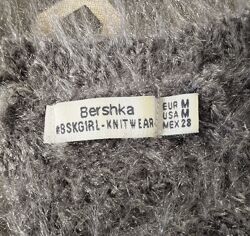 Bershka
#BSKGIRL-KNITWEAR
EUR M
USA M
MEX 28